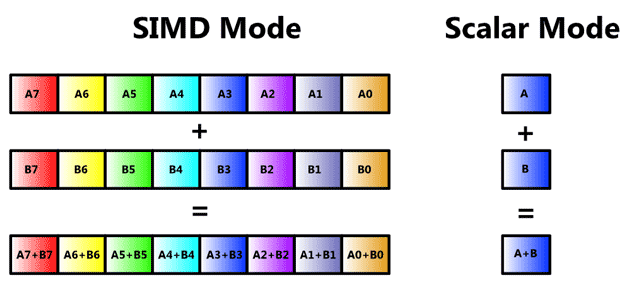 SIMD Mode Scalar Mode
A7 A6 A5 A4 A3 A2 A1 A0 A
+ +
B7 B6 B5 B4 B3 B2 B1 B0 B
= =
A7+B7 A6+B6 A5+B5 A4+B4 A3+B3 A2+B2 A1+B1 A0+B0 A+B